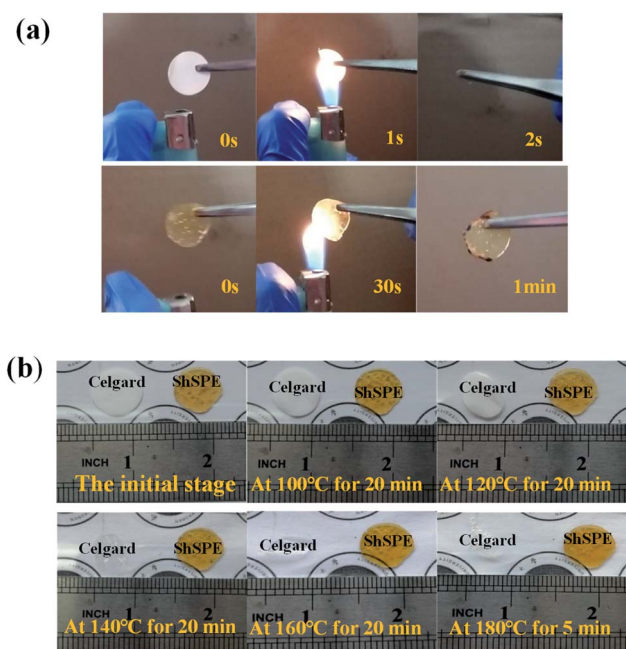 (a)
0s
1s
2s
0s
30s
1min
(b)
Celgard
ShSPE
INCH 1 2
The initial stage
Celgard
ShSPE
INCH 1 2
At 100°C for 20 min
Celgard
ShSPE
INCH 1 2
At 120°C for 20 min
Celgard
ShSPE
INCH 1 2
At 140°C for 20 min
Celgard
ShSPE
INCH 1 2
At 160°C for 20 min
Celgard
ShSPE
INCH 1 2
At 180°C for 5 min